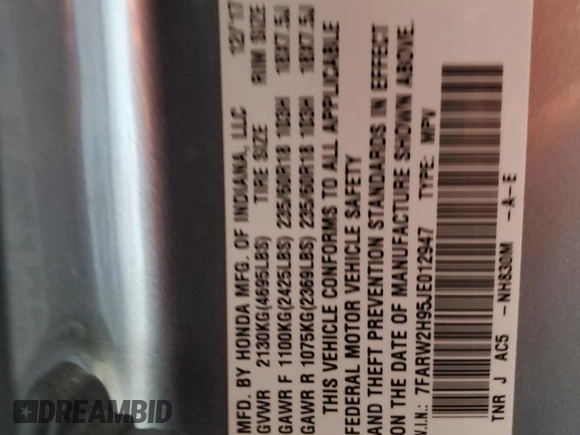 MFD. BY HONDA MFG. OF INDIANA, LLC 12/17
GVWR 2130KG(4695LBS) TIRE SIZE RIM SIZE
GAWR F 1100KG(2425LBS) 235/60R18 103H 18X7.5J
GAWR R 1075KG(2369LBS) 235/60R18 103H 18X7.5J
THIS VEHICLE CONFORMS TO ALL APPLICABLE
FEDERAL MOTOR VEHICLE SAFETY
AND THEFT PREVENTION STANDARDS IN EFFECT
ON THE DATE OF MANUFACTURE SHOWN ABOVE.
V.I.N.: 7FARW2H95JE012947 TYPE: MPV
TNR J AC5 -NH830M -A-E
DREAMBID